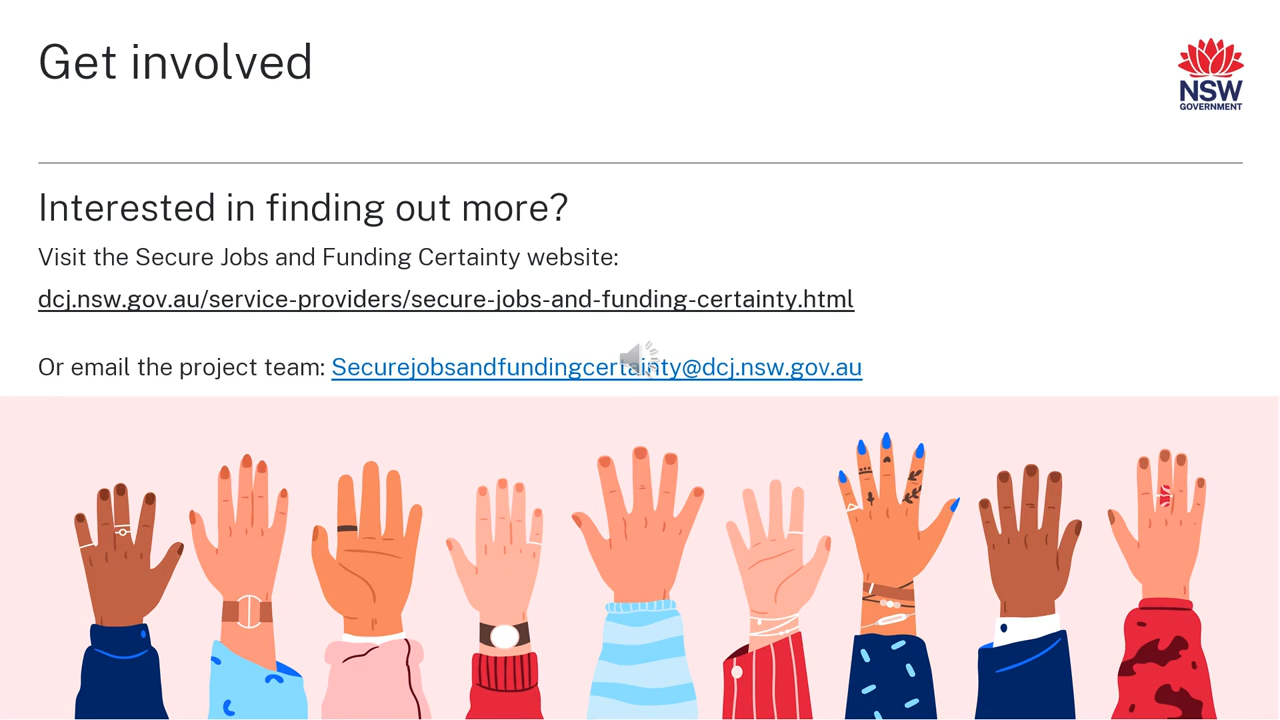 Get involved
NSW
GOVERNMENT
Interested in finding out more?
Visit the Secure Jobs and Funding Certainty website:
dcj.nsw.gov.au/service-providers/secure-jobs-and-funding-certainty.html
Or email the project team: Securejobsandfundingcertainty@dcj.nsw.gov.au